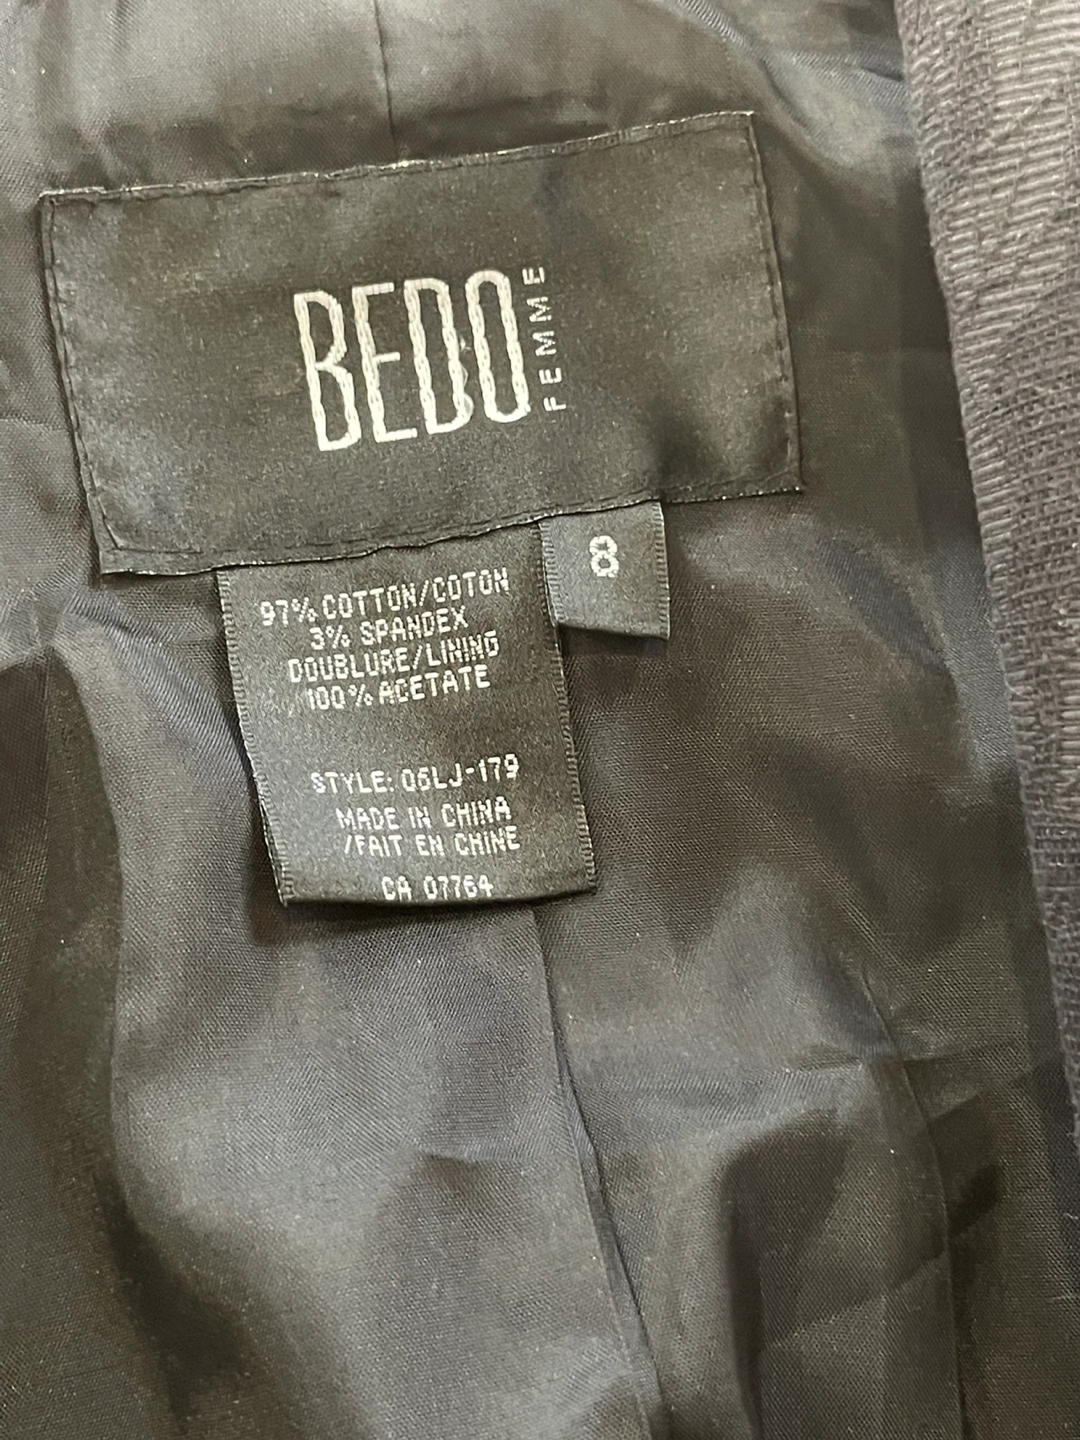 BEDO
FEMME
8
97% COTTON/COTON
3% SPANDEX
DOUBLURE/LINING
100% ACETATE
STYLE: 06LJ-179
MADE IN CHINA
/FAIT EN CHINE
CA 07764